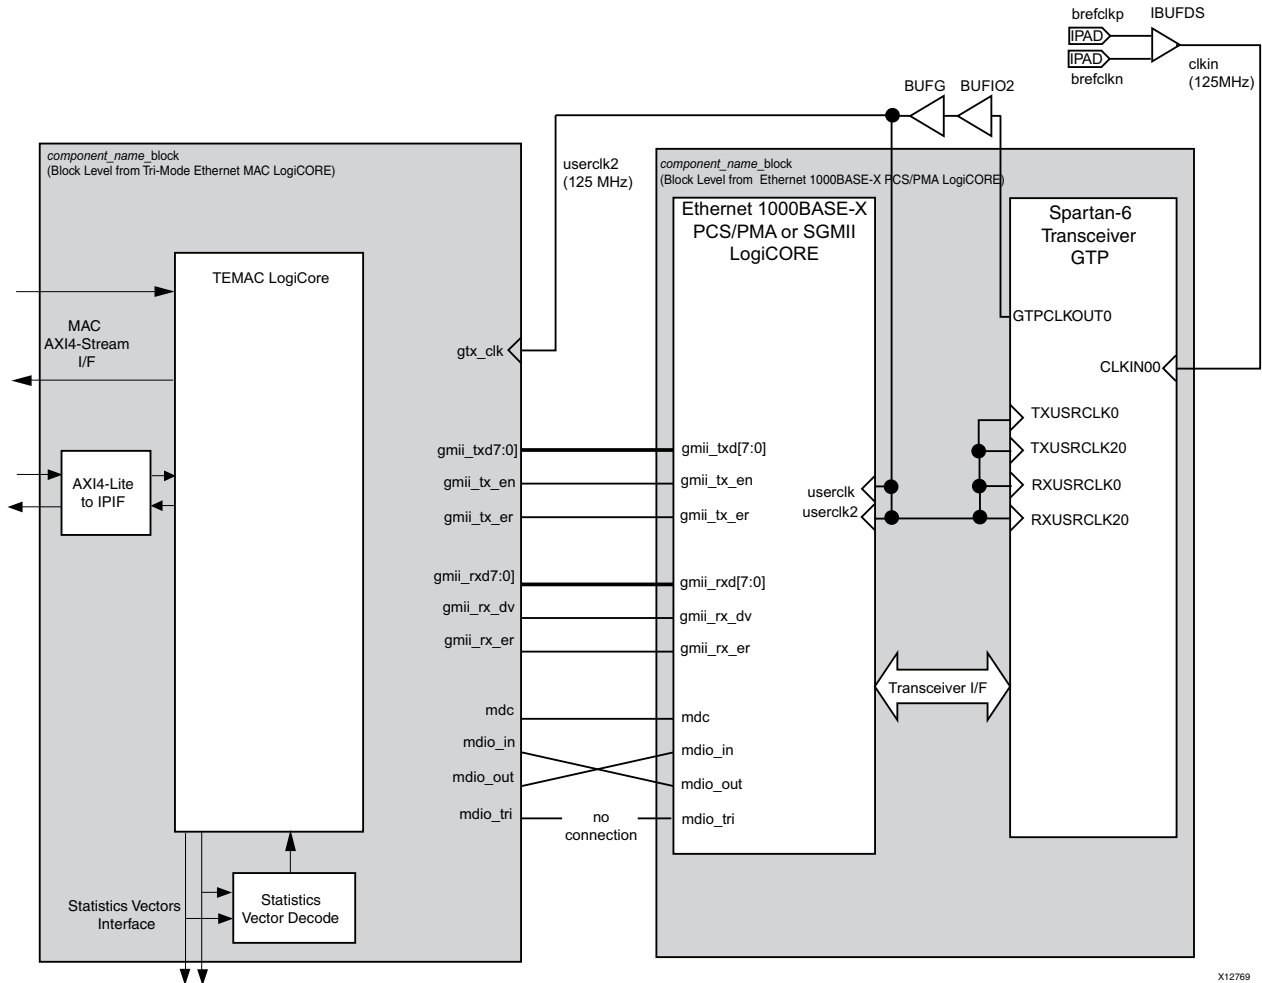 brefclkp
IBUFDS
IPAD
IPAD
brefclkn
clkin
(125MHz)
BUFG
BUFIO2
component_name_block
(Block Level from Tri-Mode Ethernet MAC LogiCORE)
userclk2
(125 MHz)
component_name_block
(Block Level from Ethernet 1000BASE-X PCS/PMA LogiCORE)
Ethernet 1000BASE-X
PCS/PMA or SGMII
LogiCORE
Spartan-6
Transceiver
GTP
TEMAC LogiCore
MAC
AXI4-Stream
I/F
gtx_clk
GTPCLKOUT0
CLKIN00
TXUSRCLK0
TXUSRCLK20
RXUSRCLK0
RXUSRCLK20
AXI4-Lite
to IPIF
gmii_txd7:0]
gmii_tx_en
gmii_tx_er
gmii_rxd7:0]
gmii_rx_dv
gmii_rx_er
mdc
mdio_in
mdio_out
mdio_tri
gmii_txd[7:0]
gmii_tx_en
gmii_tx_er
userclk
userclk2
gmii_rxd[7:0]
gmii_rx_dv
gmii_rx_er
Transceiver I/F
mdc
mdio_in
mdio_out
mdio_tri
no
connection
Statistics Vectors
Interface
Statistics
Vector Decode
X12769